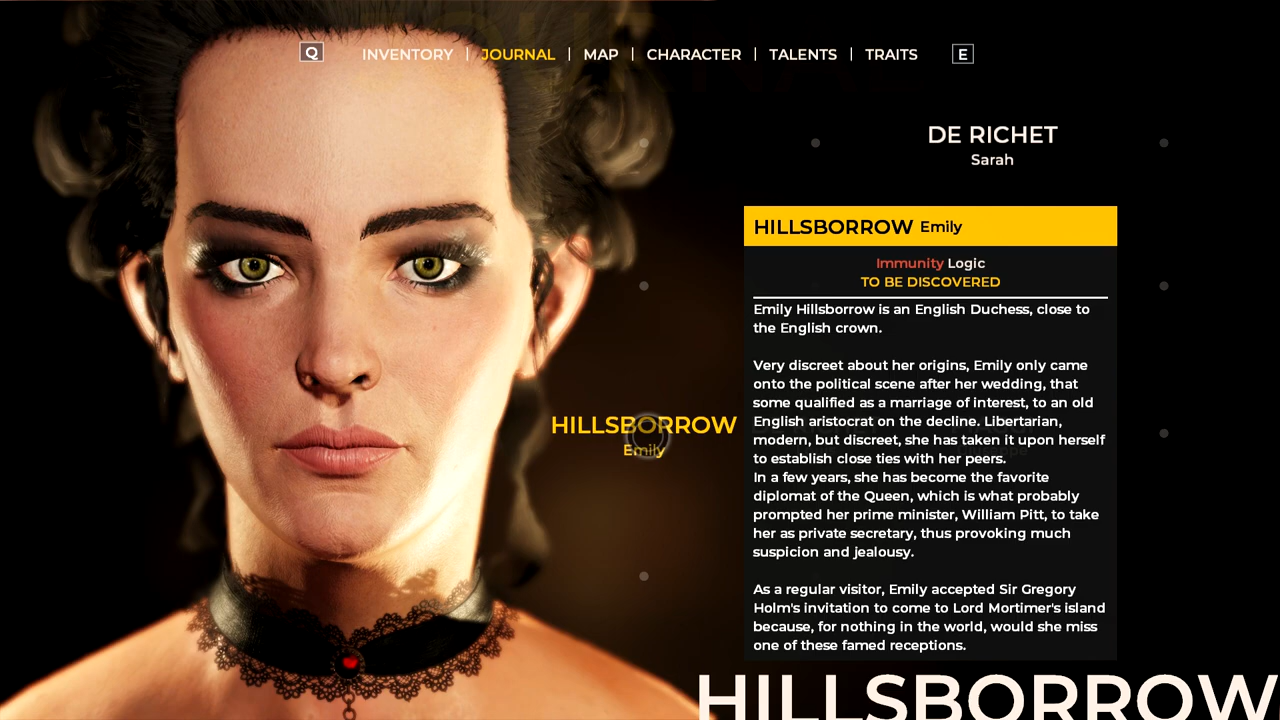 Q INVENTORY | JOURNAL | MAP | CHARACTER | TALENTS | TRAITS E
DE RICHET
Sarah
HILLSBORROW Emily
Immunity Logic
TO BE DISCOVERED
Emily Hillsborrow is an English Duchess, close to
the English crown.
Very discreet about her origins, Emily only came
onto the political scene after her wedding, that
some qualified as a marriage of interest, to an old
English aristocrat on the decline. Libertarian,
modern, but discreet, she has taken it upon herself
to establish close ties with her peers.
In a few years, she has become the favorite
diplomat of the Queen, which is what probably
prompted her prime minister, William Pitt, to take
her as private secretary, thus provoking much
suspicion and jealousy.
As a regular visitor, Emily accepted Sir Gregory
Holm's invitation to come to Lord Mortimer's island
because, for nothing in the world, would she miss
one of these famed receptions.
HILLSBORROW
Emily
HILLSBORROW